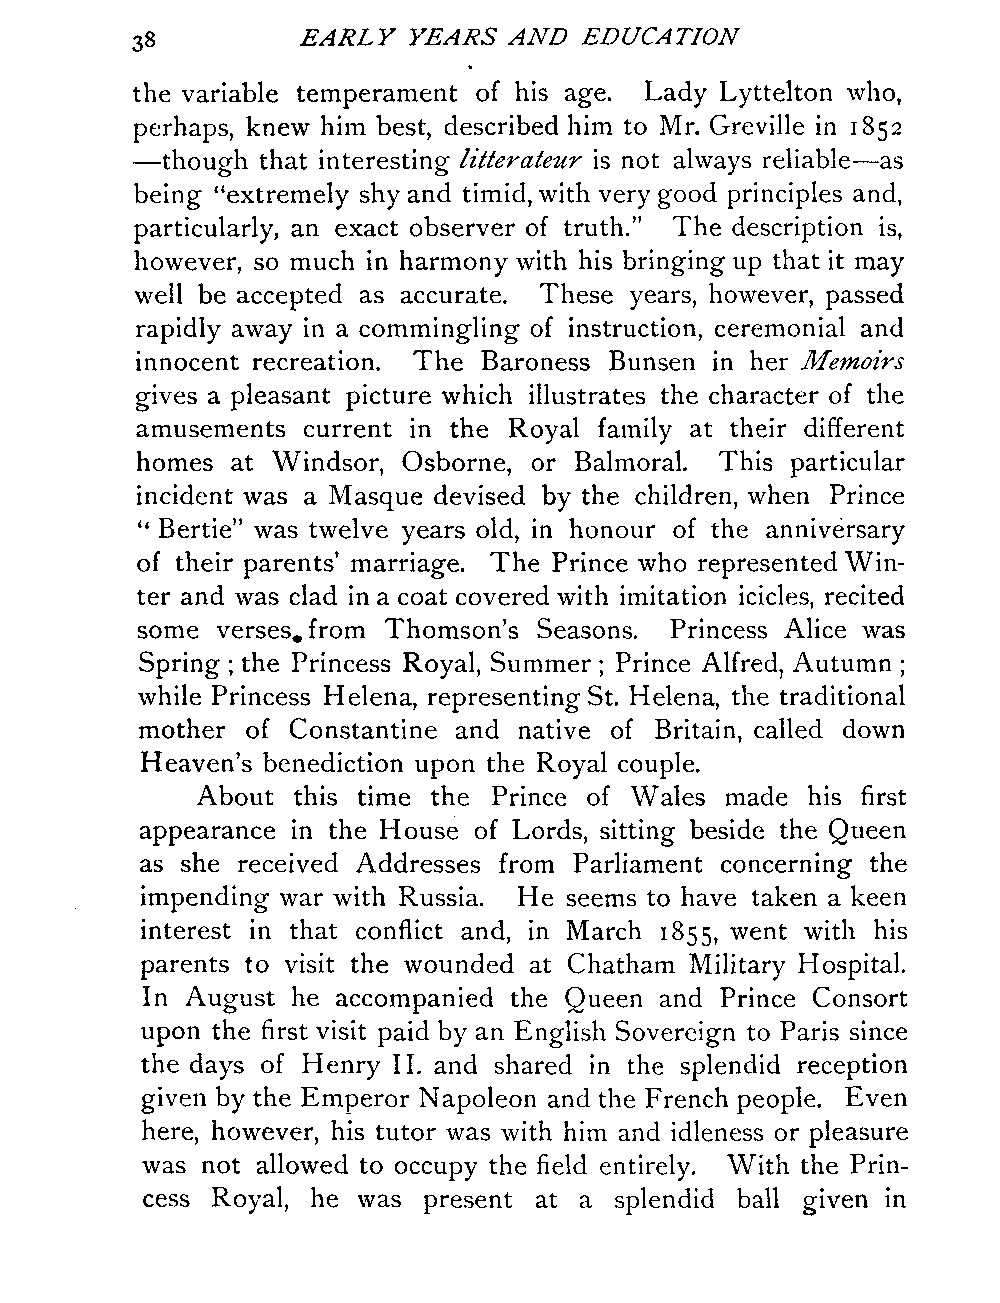 38 EARLY YEARS AND EDUCATION
the variable temperament of his age. Lady Lyttelton who,
perhaps, knew him best, described him to Mr. Greville in 1852
—though that interesting litterateur is not always reliable—as
being "extremely shy and timid, with very good principles and,
particularly, an exact observer of truth." The description is,
however, so much in harmony with his bringing up that it may
well be accepted as accurate. These years, however, passed
rapidly away in a commingling of instruction, ceremonial and
innocent recreation. The Baroness Bunsen in her Memoirs
gives a pleasant picture which illustrates the character of the
amusements current in the Royal family at their different
homes at Windsor, Osborne, or Balmoral. This particular
incident was a Masque devised by the children, when Prince
"Bertie" was twelve years old, in honour of the anniversary
of their parents' marriage. The Prince who represented Win-
ter and was clad in a coat covered with imitation icicles, recited
some verses from Thomson's Seasons. Princess Alice was
Spring; the Princess Royal, Summer; Prince Alfred, Autumn;
while Princess Helena, representing St. Helena, the traditional
mother of Constantine and native of Britain, called down
Heaven's benediction upon the Royal couple.
About this time the Prince of Wales made his first
appearance in the House of Lords, sitting beside the Queen
as she received Addresses from Parliament concerning the
impending war with Russia. He seems to have taken a keen
interest in that conflict and, in March 1855, went with his
parents to visit the wounded at Chatham Military Hospital.
In August he accompanied the Queen and Prince Consort
upon the first visit paid by an English Sovereign to Paris since
the days of Henry II. and shared in the splendid reception
given by the Emperor Napoleon and the French people. Even
here, however, his tutor was with him and idleness or pleasure
was not allowed to occupy the field entirely. With the Prin-
cess Royal, he was present at a splendid ball given in